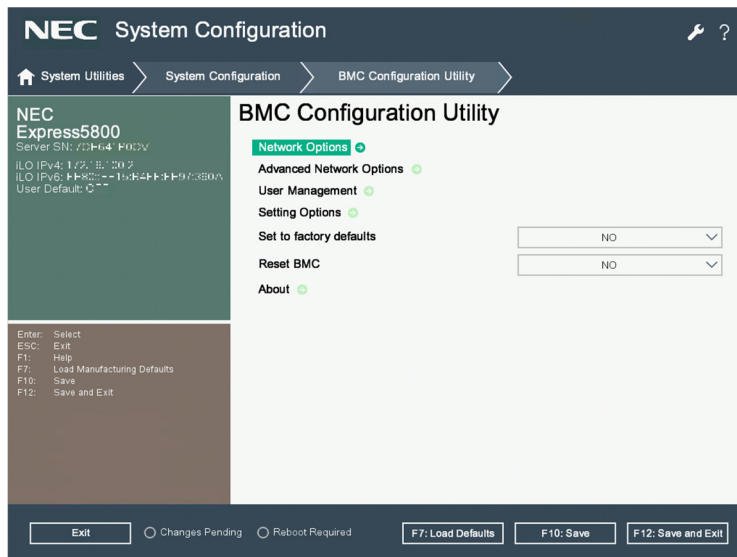 NEC System Configuration
?
System Utilities
System Configuration
BMC Configuration Utility
NEC
Express5800
Server SN:
iLO IPv4:
iLO IPv6:
User Default:
Enter: Select
ESC: Exit
F1: Help
F7: Load Manufacturing Defaults
F10: Save
F12: Save and Exit
BMC Configuration Utility
Network Options
Advanced Network Options
User Management
Setting Options
Set to factory defaults NO
Reset BMC NO
About
Exit
Changes Pending
Reboot Required
F7: Load Defaults
F10: Save
F12: Save and Exit